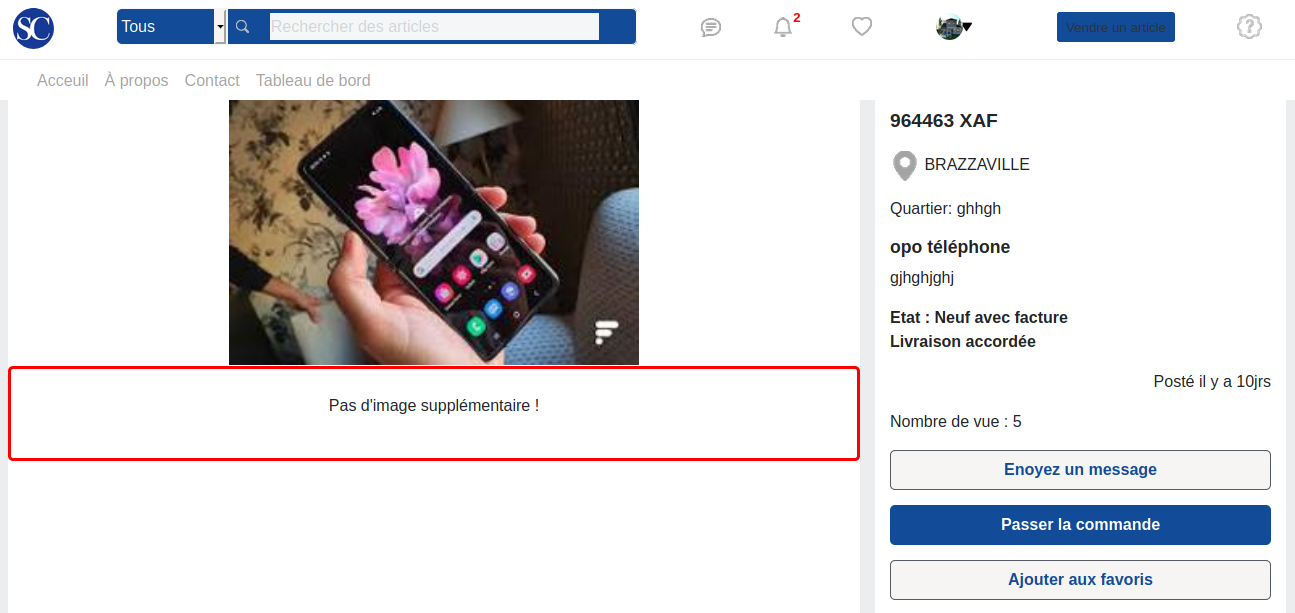 SC
Tous
Rechercher des articles
2
Vendre un article
Acceuil À propos Contact Tableau de bord
964463 XAF
BRAZZAVILLE
Quartier: ghhgh
opo téléphone
gjhghjghj
Etat : Neuf avec facture
Livraison accordée
Posté il y a 10jrs
Nombre de vue : 5
Enoyez un message
Passer la commande
Ajouter aux favoris
Pas d'image supplémentaire !